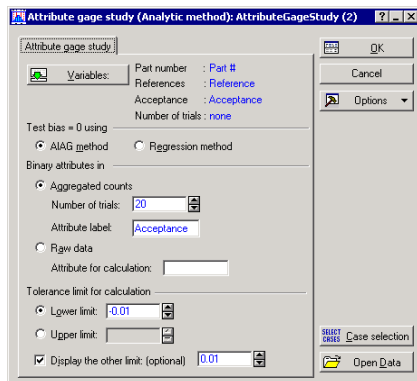 Attribute gage study (Analytic method): AttributeGageStudy (2)
Attribute gage study
Variables:
Part number : Part #
References : Reference
Acceptance : Acceptance
Number of trials : none
Test bias = 0 using
AIAG method Regression method
Binary attributes in
Aggregated counts
Number of trials: 20
Attribute label: Acceptance
Raw data
Attribute for calculation:
Tolerance limit for calculation
Lower limit: -0.01
Upper limit:
Display the other limit: (optional) 0.01
OK
Cancel
Options
SELECT CASES Case selection
Open Data